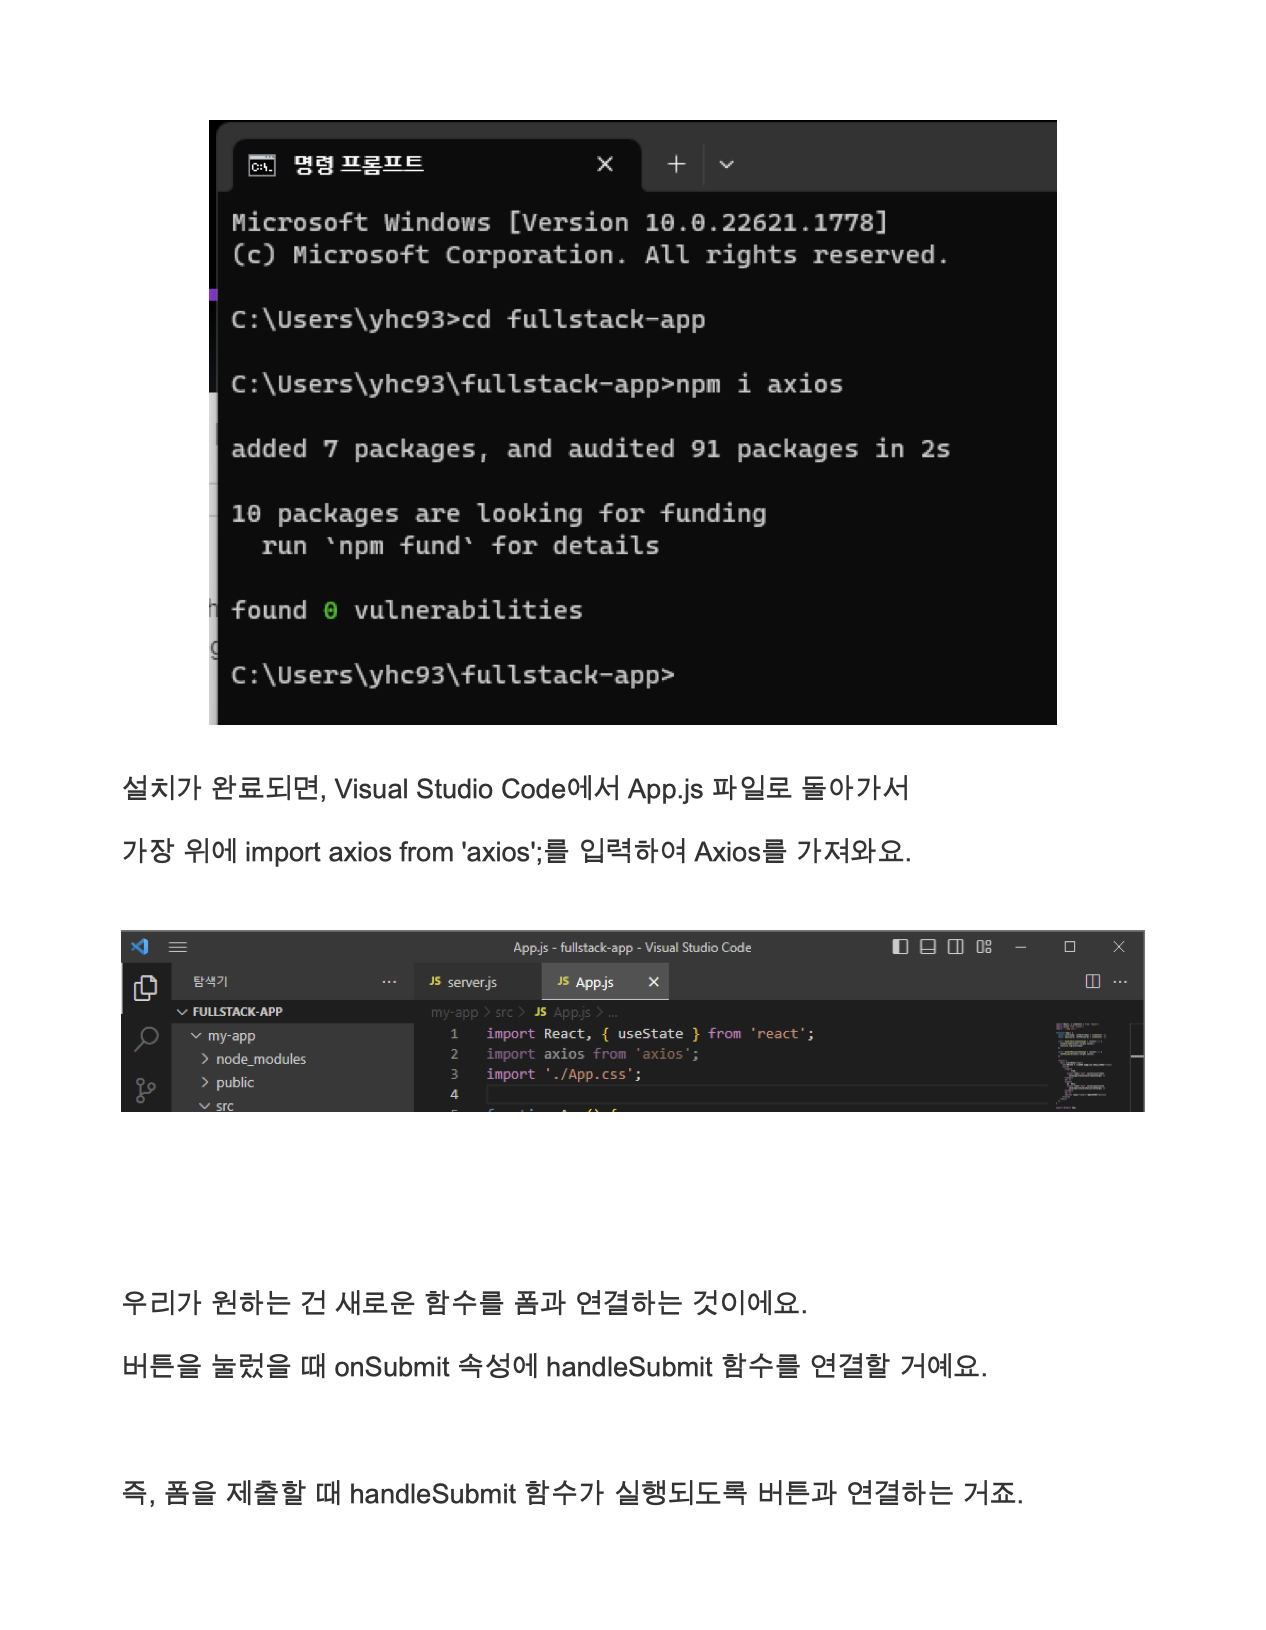 명령 프롬프트
Microsoft Windows [Version 10.0.22621.1778]
(c) Microsoft Corporation. All rights reserved.
C:\Users\yhc93>cd fullstack-app
C:\Users\yhc93\fullstack-app>npm i axios
added 7 packages, and audited 91 packages in 2s
10 packages are looking for funding
run `npm fund` for details
found 0 vulnerabilities
C:\Users\yhc93\fullstack-app>
설치가 완료되면, Visual Studio Code에서 App.js 파일로 돌아가서
가장 위에 import axios from 'axios';를 입력하여 Axios를 가져와요.
App.js - fullstack-app - Visual Studio Code
탐색기 ··· JS server.js JS App.js ···
FULLSTACK-APP my-app > src > JS App.js > ...
my-app 1 import React, { useState } from 'react';
node_modules 2 import axios from 'axios';
public 3 import './App.css';
src 4
우리가 원하는 건 새로운 함수를 폼과 연결하는 것이에요.
버튼을 눌렀을 때 onSubmit 속성에 handleSubmit 함수를 연결할 거예요.
즉, 폼을 제출할 때 handleSubmit 함수가 실행되도록 버튼과 연결하는 거죠.